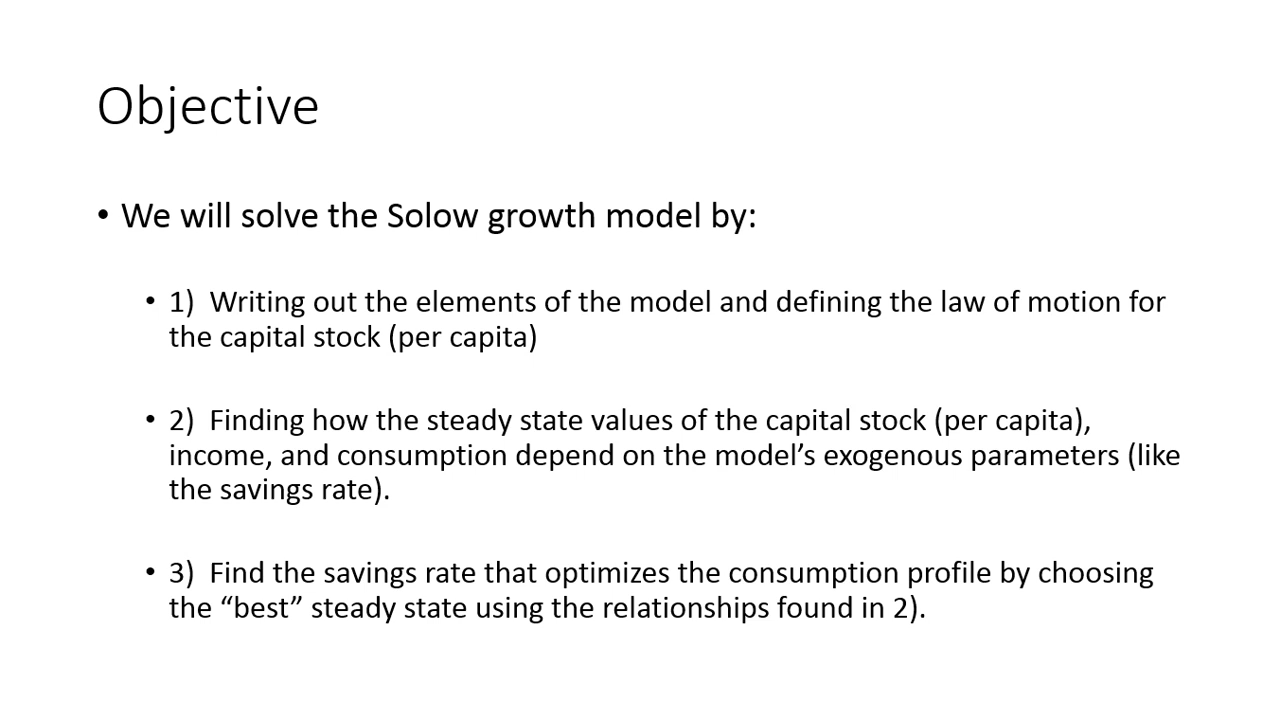 Objective
• We will solve the Solow growth model by:
• 1)  Writing out the elements of the model and defining the law of motion for
the capital stock (per capita)
• 2)  Finding how the steady state values of the capital stock (per capita),
income, and consumption depend on the model’s exogenous parameters (like
the savings rate).
• 3)  Find the savings rate that optimizes the consumption profile by choosing
the “best” steady state using the relationships found in 2).